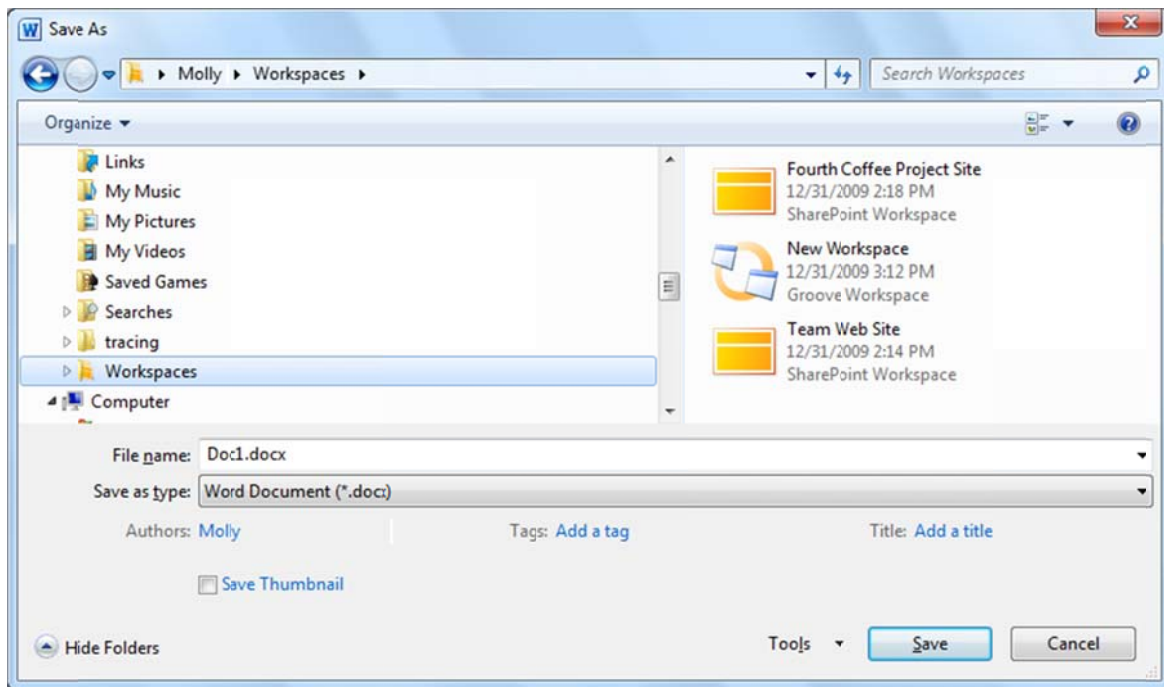 Save As
Molly Workspaces
Search Workspaces
Organize
Links
My Music
My Pictures
My Videos
Saved Games
Searches
tracing
Workspaces
Computer
Fourth Coffee Project Site
12/31/2009 2:18 PM
SharePoint Workspace
New Workspace
12/31/2009 3:12 PM
Groove Workspace
Team Web Site
12/31/2009 2:14 PM
SharePoint Workspace
File name: Doc1.docx
Save as type: Word Document (*.docx)
Authors: Molly Tags: Add a tag Title: Add a title
Save Thumbnail
Hide Folders Tools Save Cancel